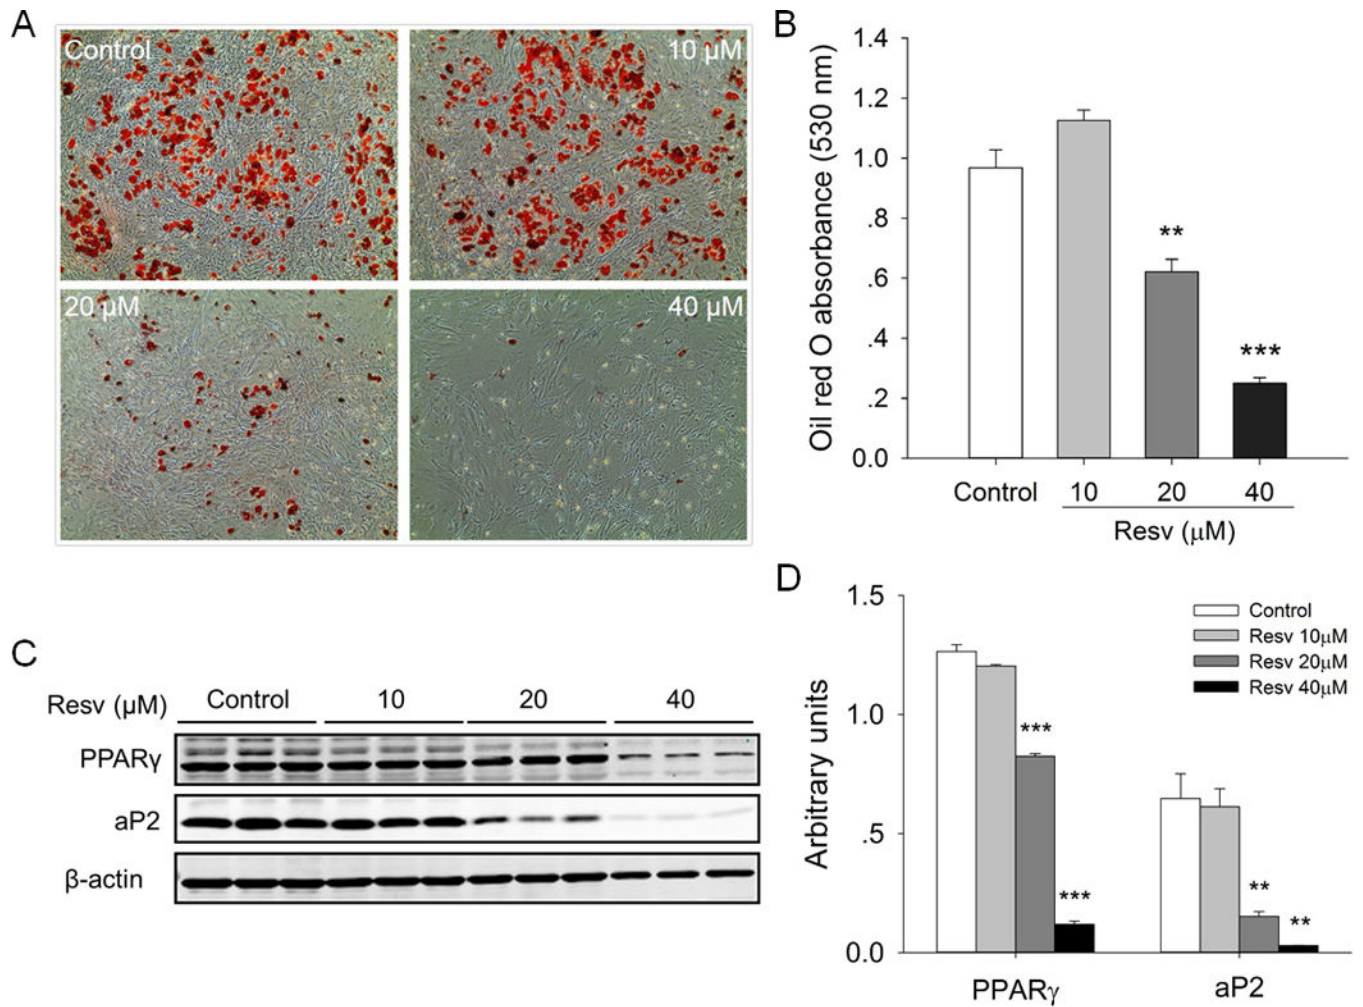 A
Control
10 µM
20 µM
40 µM
B
Oil red O absorbance (530 nm)
1.4
1.2
1.0
.8
.6
.4
.2
0.0
**
***
Control 10 20 40
Resv (µM)
C
Resv (µM) Control 10 20 40
PPARγ
aP2
β-actin
D
Arbitrary units
1.5
1.0
.5
0.0
Control
Resv 10µM
Resv 20µM
Resv 40µM
***
***
**
**
PPARγ aP2